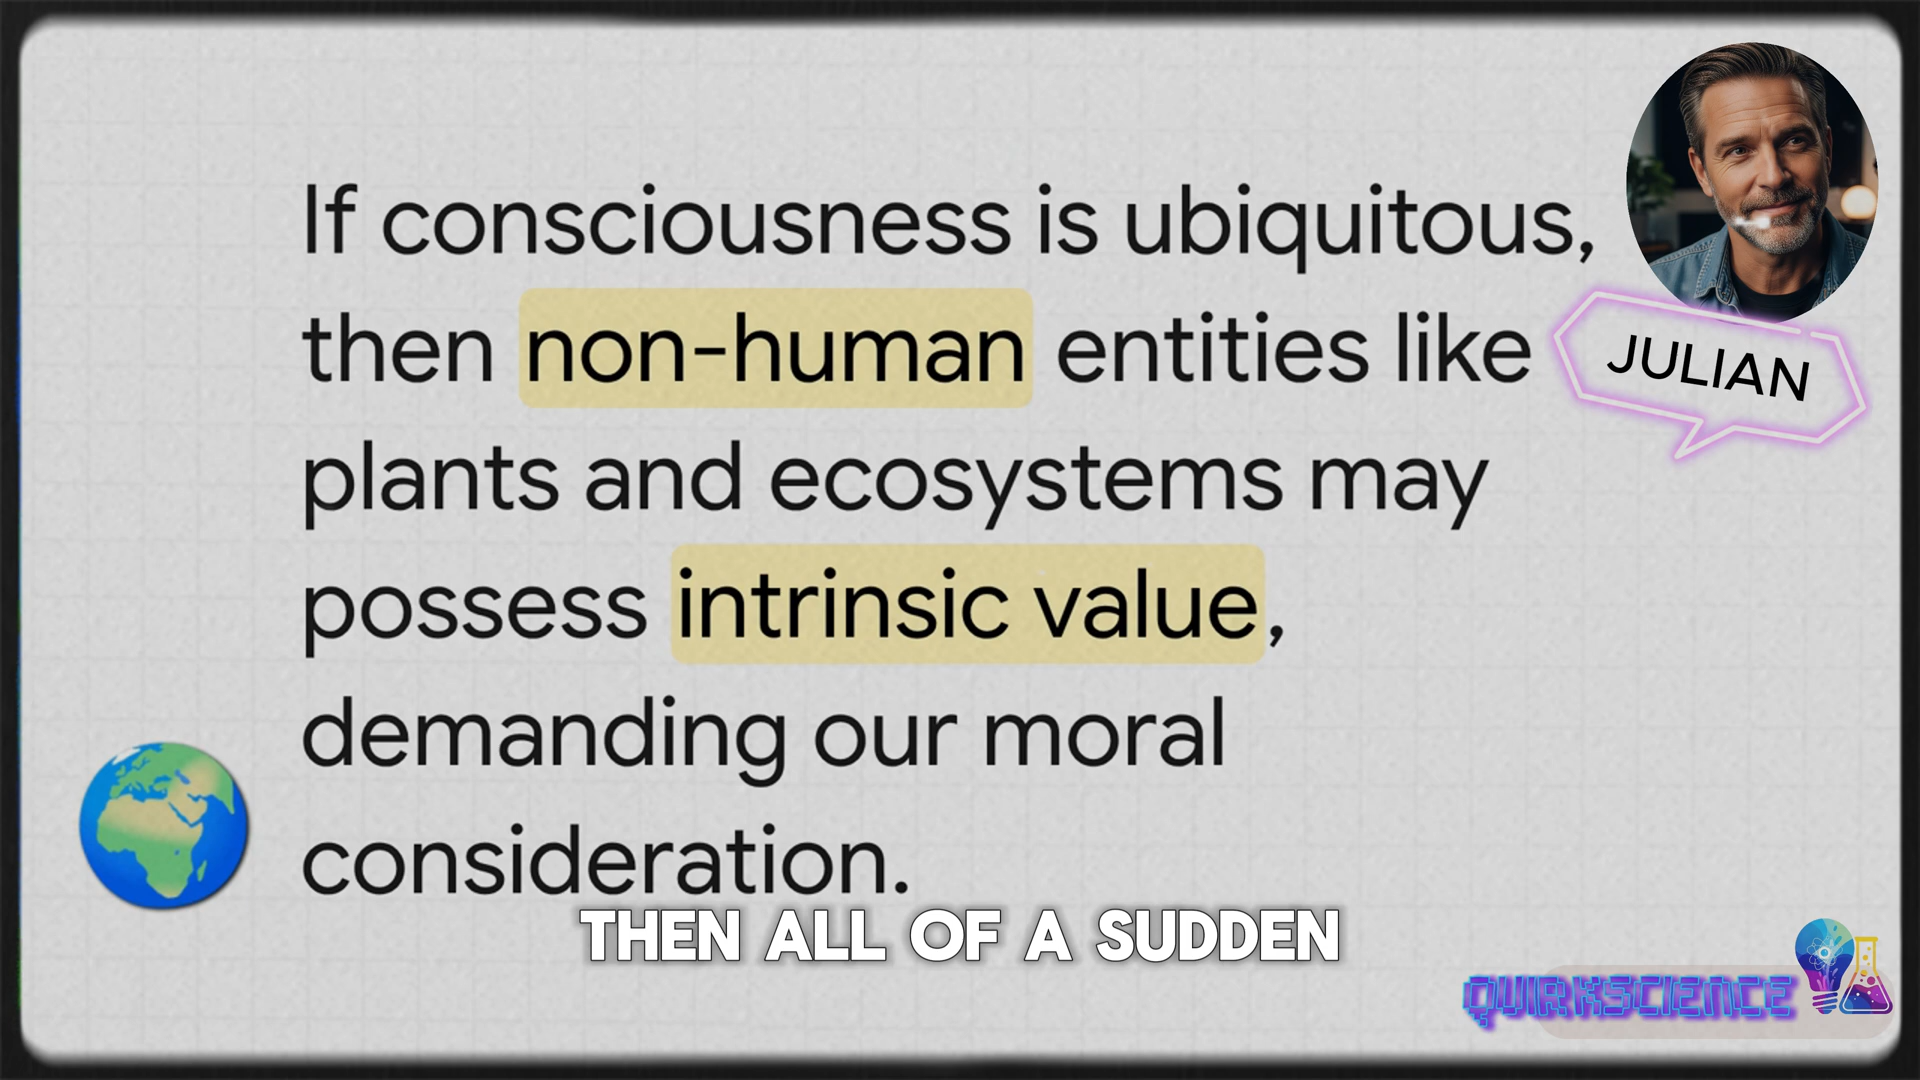 If consciousness is ubiquitous,
then non-human entities like
JULIAN
plants and ecosystems may
possess intrinsic value,
demanding our moral
consideration.
THEN ALL OF A SUDDEN
QUIRKSCIENCE